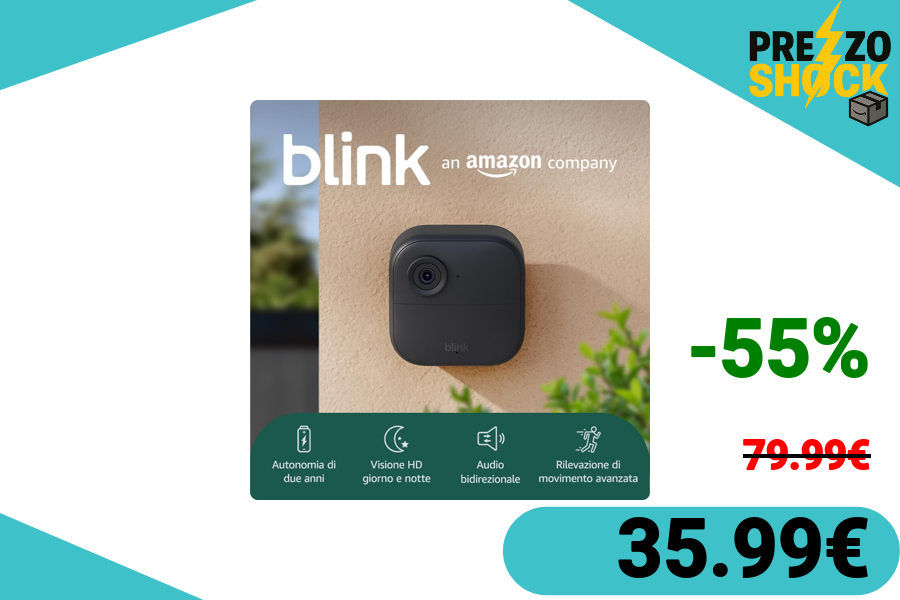 PREZZO
SHOCK
blink an amazon company
blink
Autonomia di
due anni
Visione HD
giorno e notte
Audio
bidirezionale
Rilevazione di
movimento avanzata
-55%
79.99€
35.99€